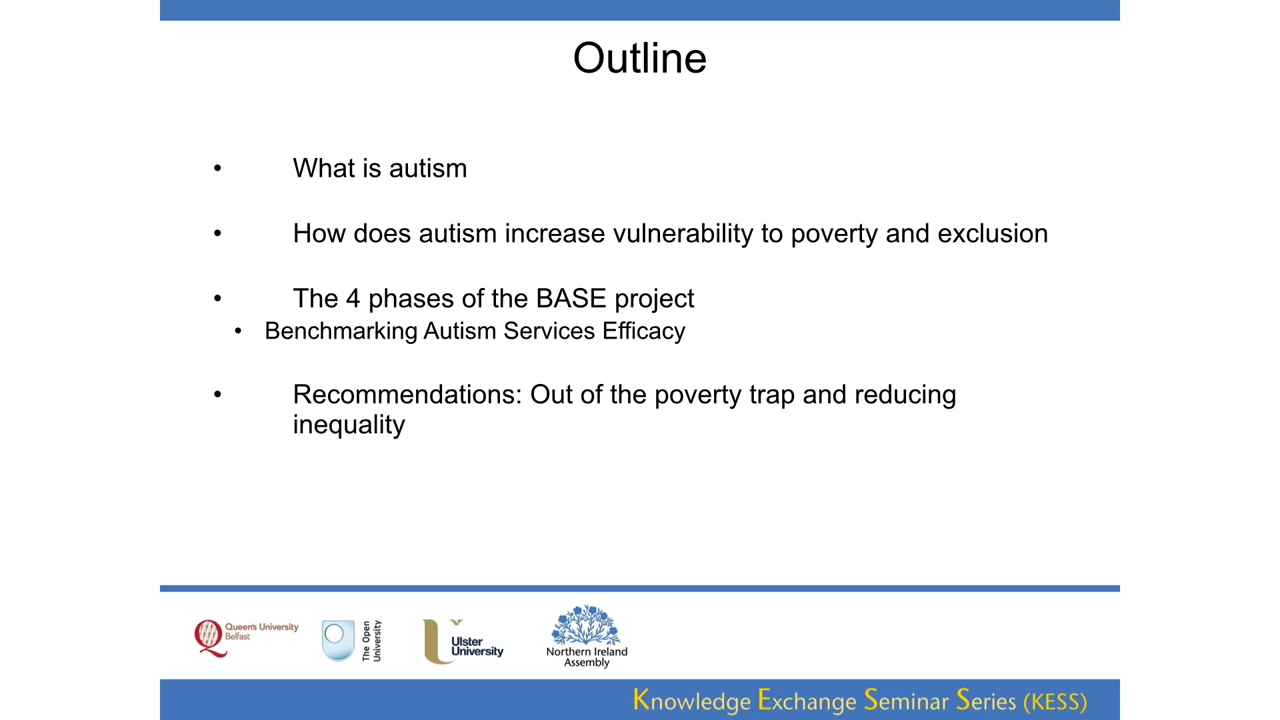 Outline
• What is autism
• How does autism increase vulnerability to poverty and exclusion
• The 4 phases of the BASE project
• Benchmarking Autism Services Efficacy
• Recommendations: Out of the poverty trap and reducing
inequality
Queen's University
Belfast
The Open
University
Ulster
University
Northern Ireland
Assembly
Knowledge Exchange Seminar Series (KESS)